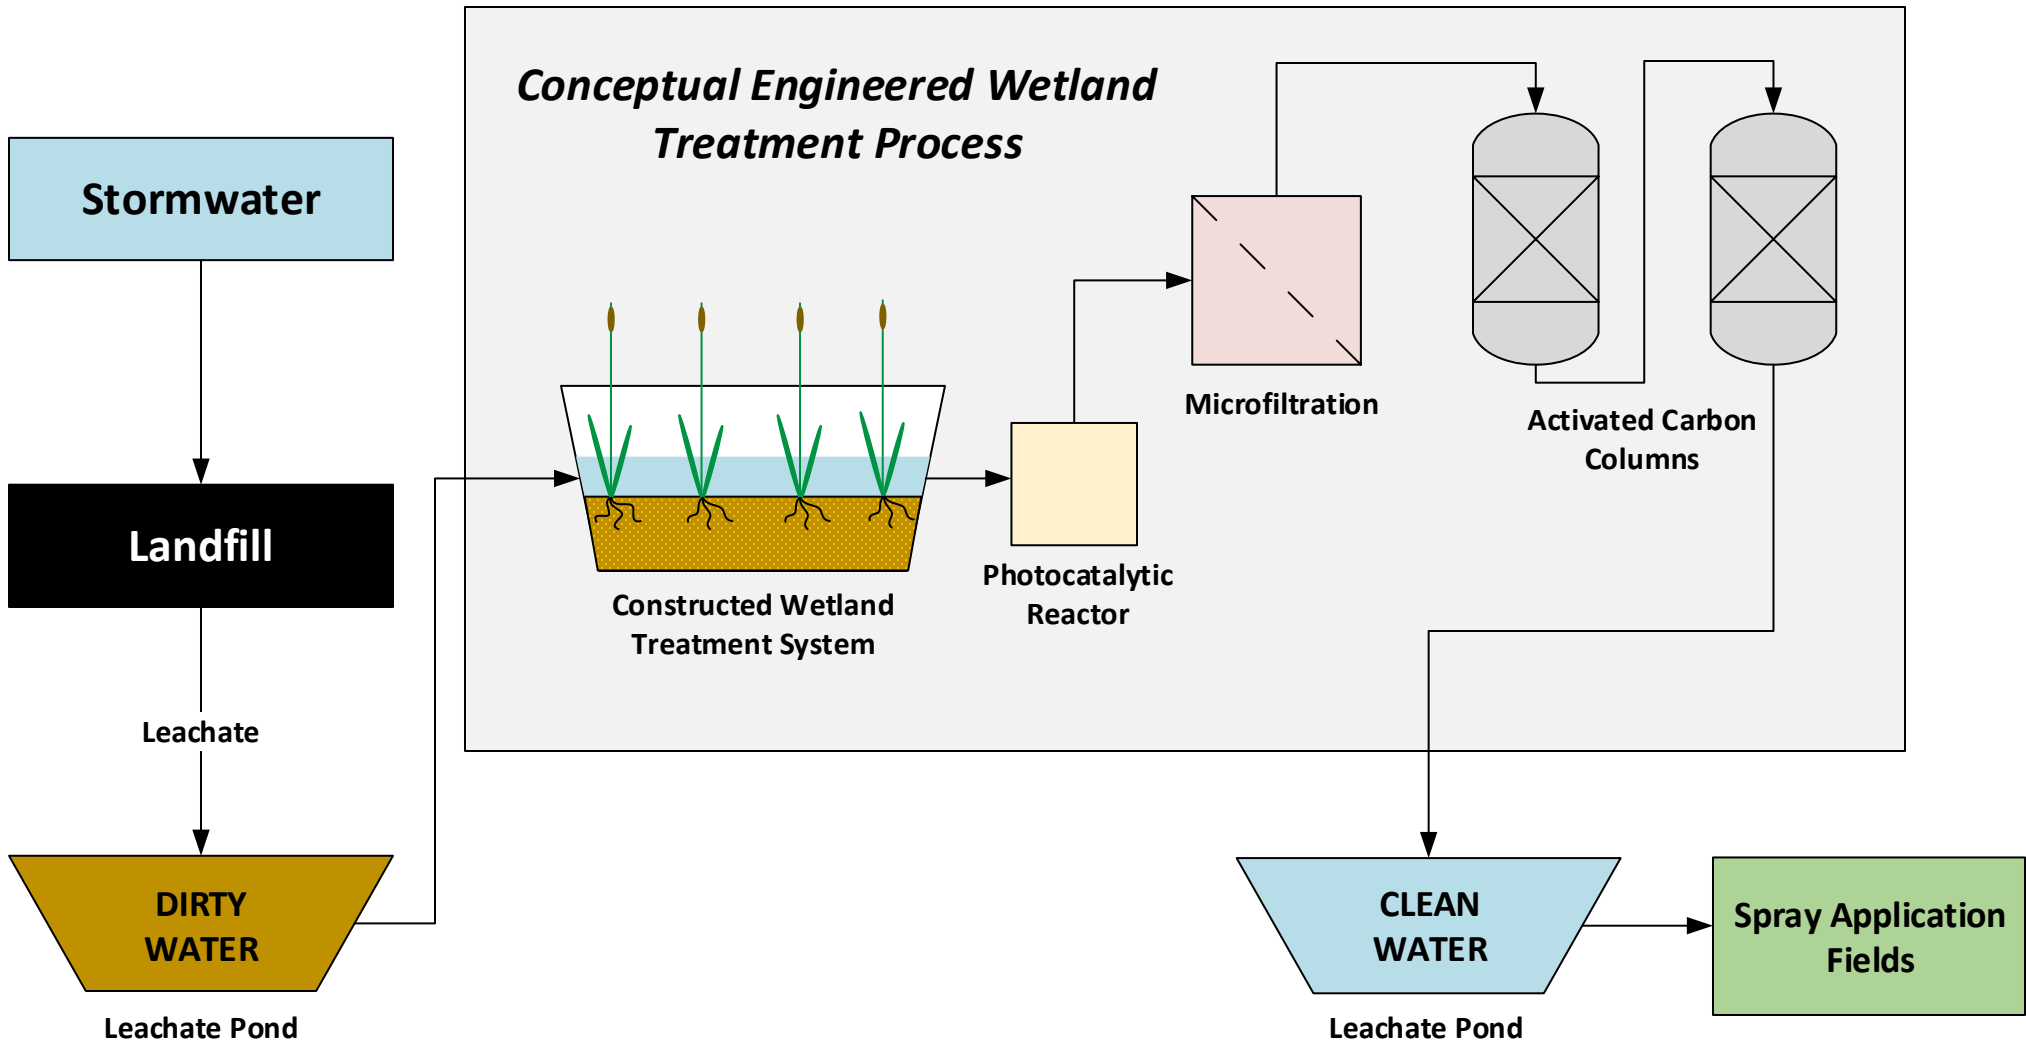 Conceptual Engineered Wetland
Treatment Process
Stormwater
Landfill
Leachate
DIRTY
WATER
Leachate Pond
Constructed Wetland
Treatment System
Photocatalytic
Reactor
Microfiltration
Activated Carbon
Columns
CLEAN
WATER
Leachate Pond
Spray Application
Fields